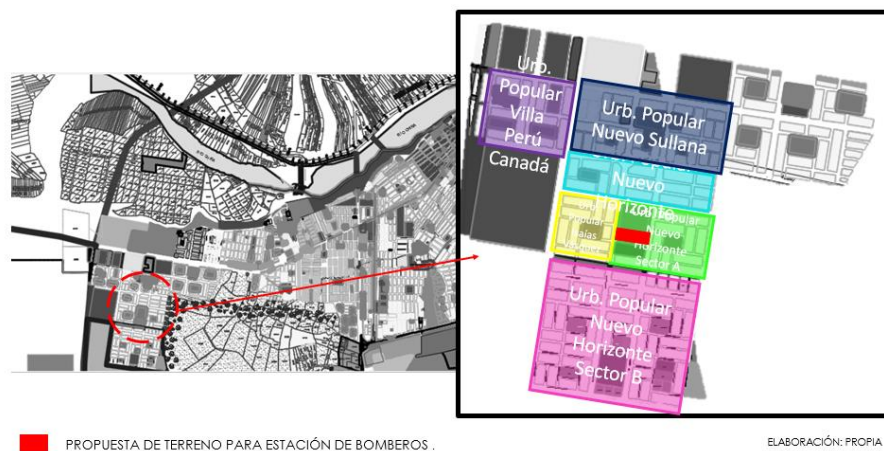 Urb.
Popular
Villa
Perú
Canadá
Urb. Popular
Nuevo Sullana
Nuevo
Horizonte
Popular
Nuevo
Horizonte
Sector A
Urb. Popular
Nuevo
Horizonte
Sector B
PROPUESTA DE TERRENO PARA ESTACIÓN DE BOMBEROS .
ELABORACIÓN: PROPIA